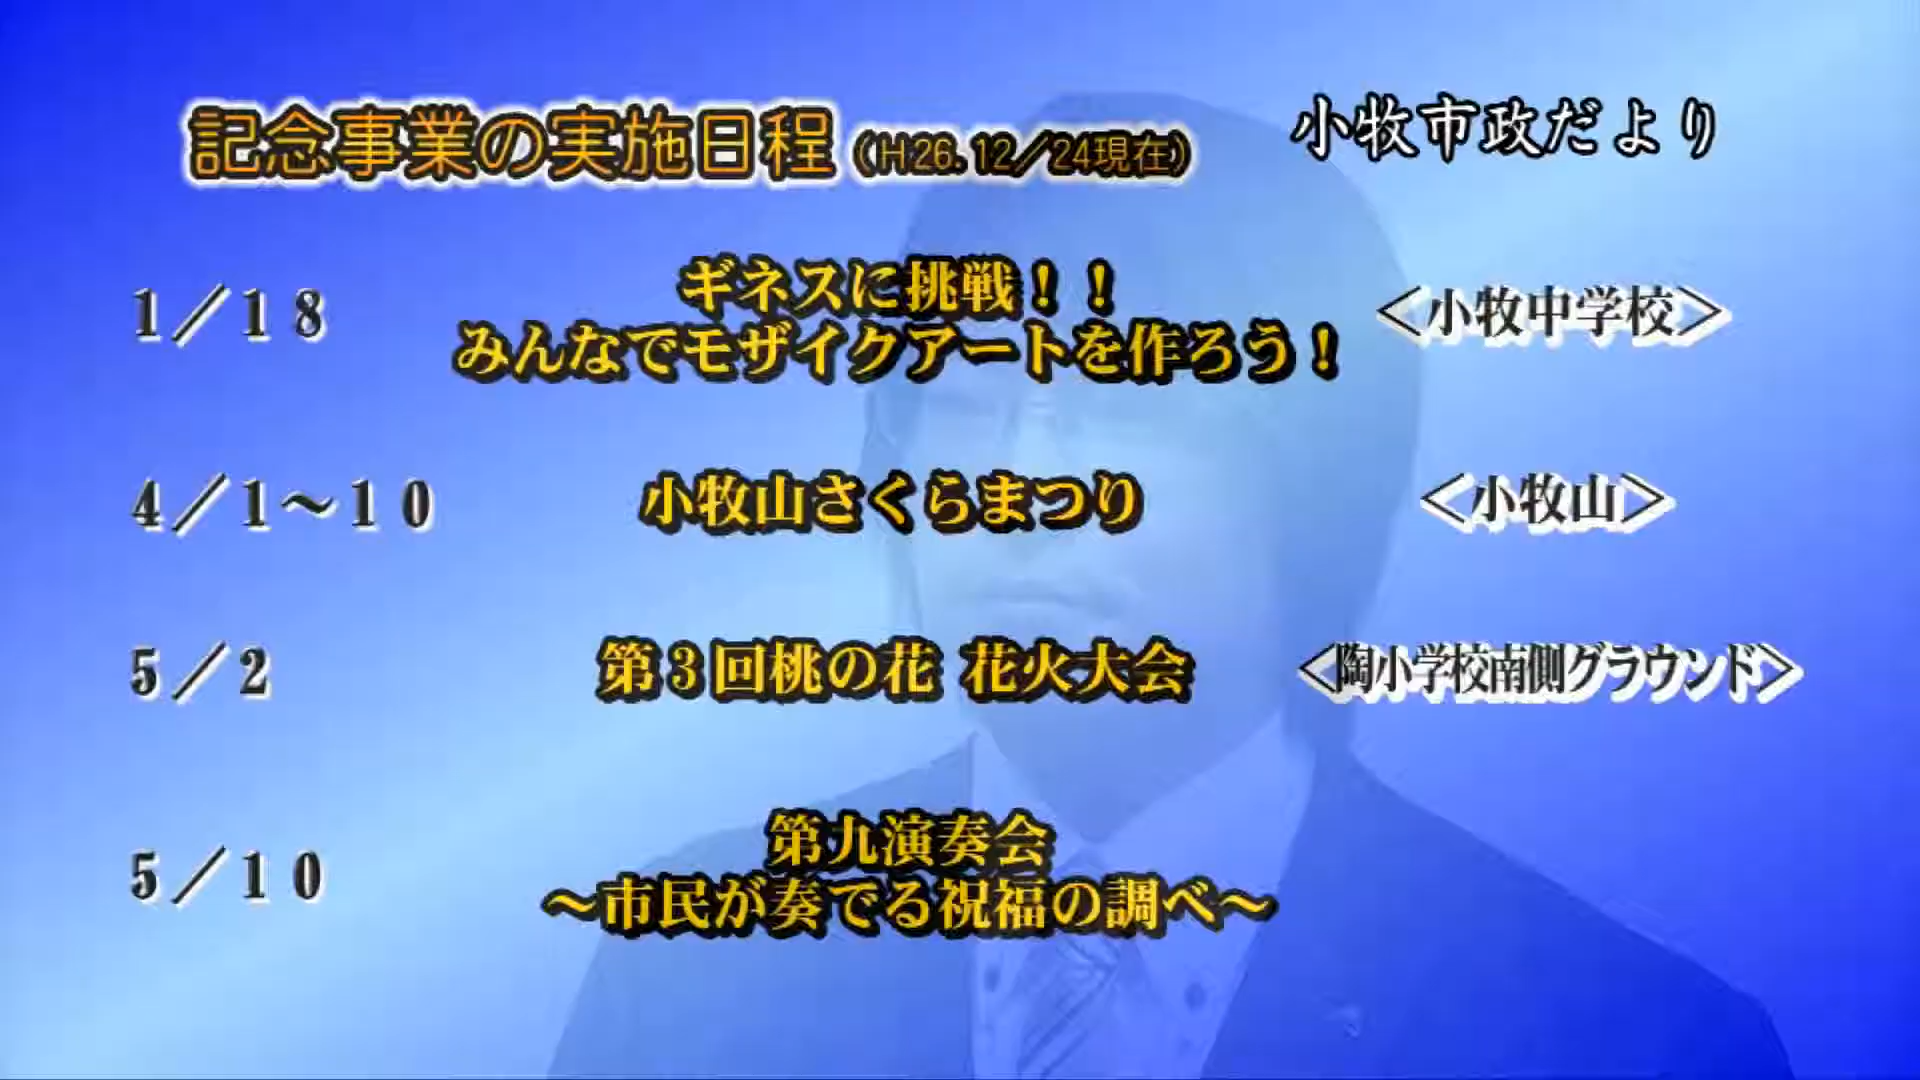 記念事業の実施日程（H26.12／24現在）
小牧市政だより
1／18
ギネスに挑戦！！
みんなでモザイクアートを作ろう！
＜小牧中学校＞
4／1～10
小牧山さくらまつり
＜小牧山＞
5／2
第3回桃の花 花火大会
＜陶小学校南側グラウンド＞
5／10
第九演奏会
～市民が奏でる祝福の調べ～